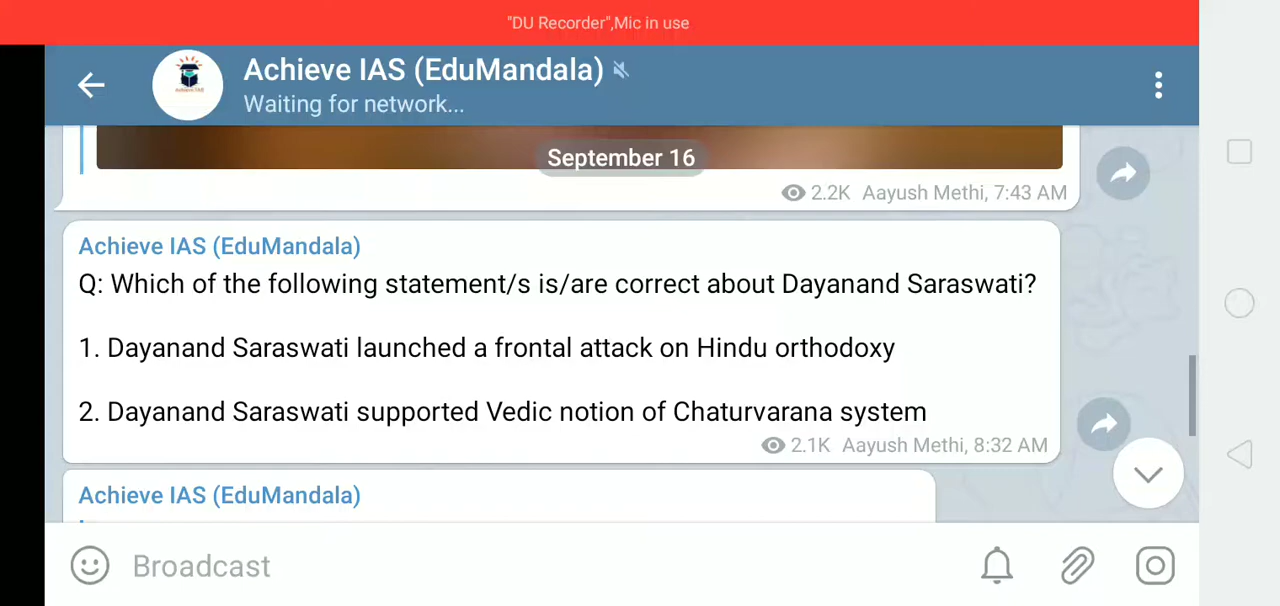 "DU Recorder",Mic in use
Achieve IAS (EduMandala)
Waiting for network...
September 16
2.2K Aayush Methi, 7:43 AM
Achieve IAS (EduMandala)
Q: Which of the following statement/s is/are correct about Dayanand Saraswati?
1. Dayanand Saraswati launched a frontal attack on Hindu orthodoxy
2. Dayanand Saraswati supported Vedic notion of Chaturvarana system
2.1K Aayush Methi, 8:32 AM
Achieve IAS (EduMandala)
Broadcast